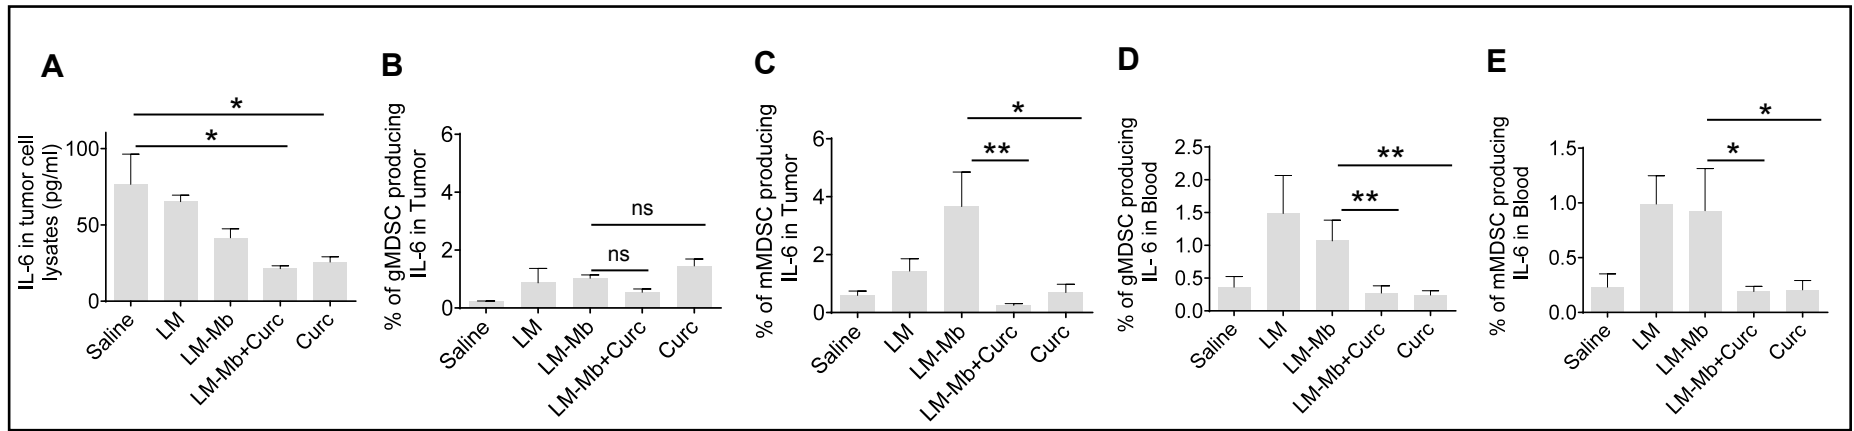 A
IL-6 in tumor cell
lysates (pg/ml)
100
50
0
*
*
Saline
LM
LM-Mb
LM-Mb+Curc
Curc
B
% of gMDSC producing
IL-6 in Tumor
6
4
2
0
ns
ns
Saline
LM
LM-Mb
LM-Mb+Curc
Curc
C
% of mMDSC producing
IL-6 in Tumor
6
4
2
0
*
**
Saline
LM
LM-Mb
LM-Mb+Curc
Curc
D
% of gMDSC producing
IL- 6 in Blood
2.5
2.0
1.5
1.0
0.5
0.0
**
**
Saline
LM
LM-Mb
LM-Mb+Curc
Curc
E
% of mMDSC producing
IL-6 in Blood
1.5
1.0
0.5
0.0
*
*
Saline
LM
LM-Mb
LM-Mb+Curc
Curc